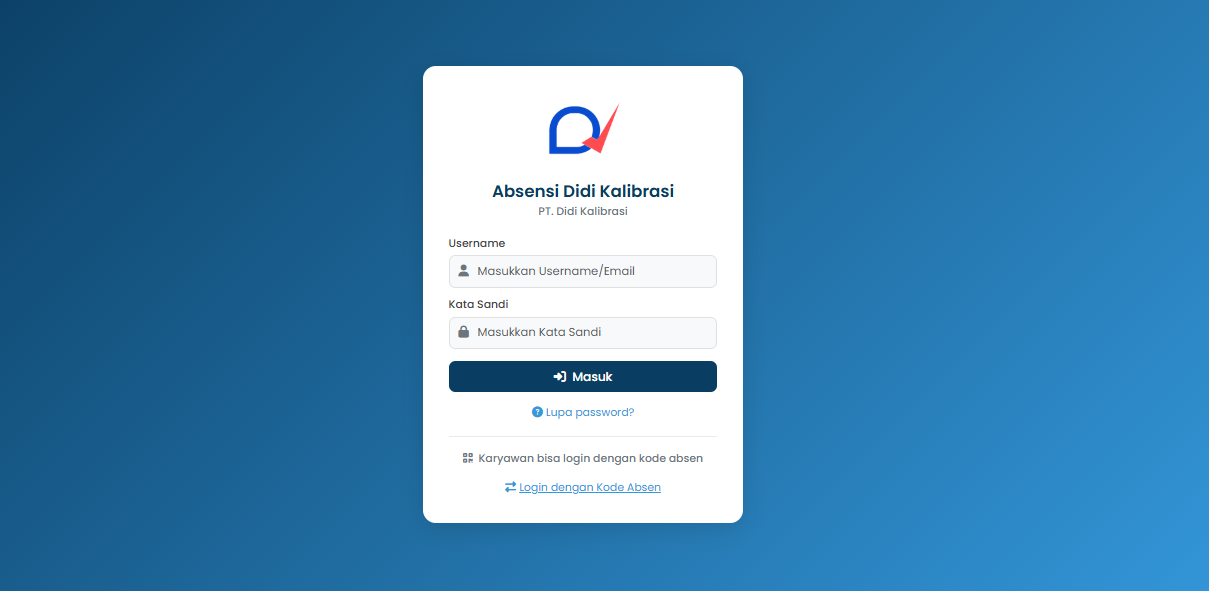 Absensi Didi Kalibrasi
PT. Didi Kalibrasi
Username
Masukkan Username/Email
Kata Sandi
Masukkan Kata Sandi
Masuk
Lupa password?
Karyawan bisa login dengan kode absen
Login dengan Kode Absen